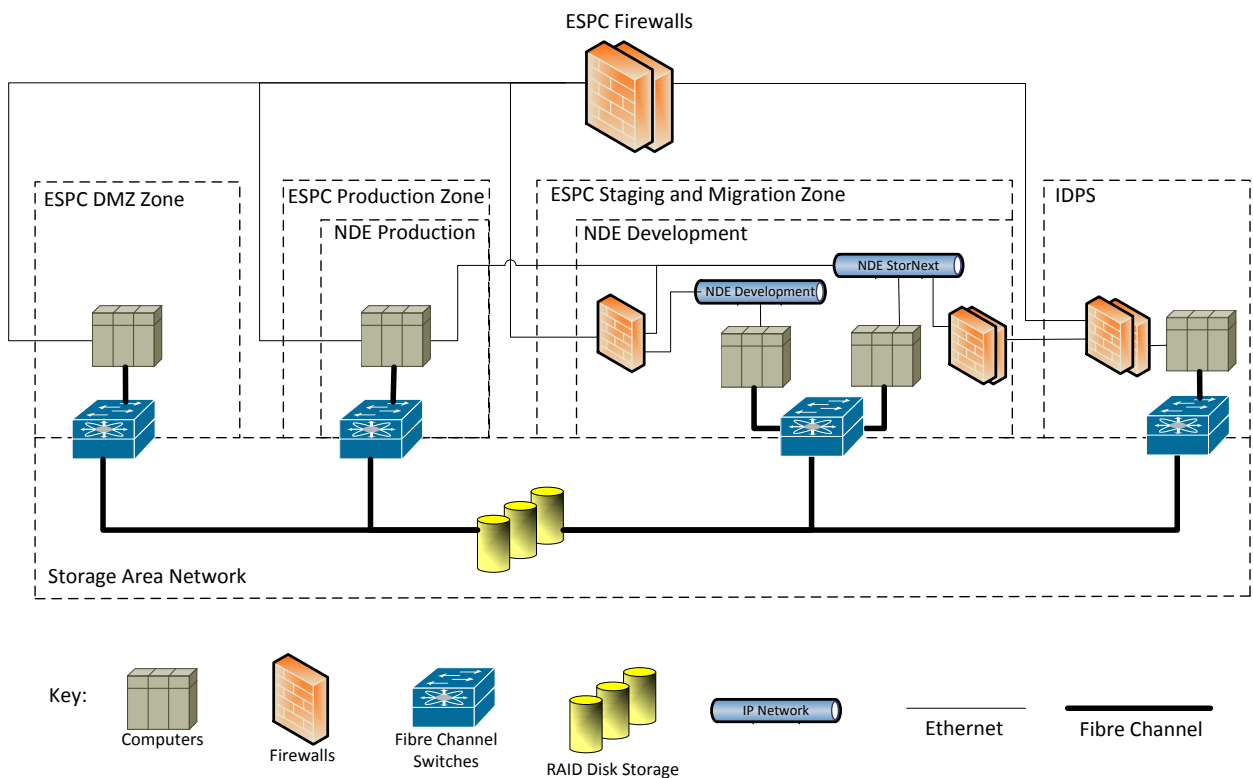 ESPC Firewalls
ESPC DMZ Zone
ESPC Production Zone
NDE Production
ESPC Staging and Migration Zone
NDE Development
IDPS
NDE StorNext
NDE Development
Storage Area Network
Key:
Computers
Firewalls
Fibre Channel
Switches
RAID Disk Storage
IP Network
Ethernet
Fibre Channel